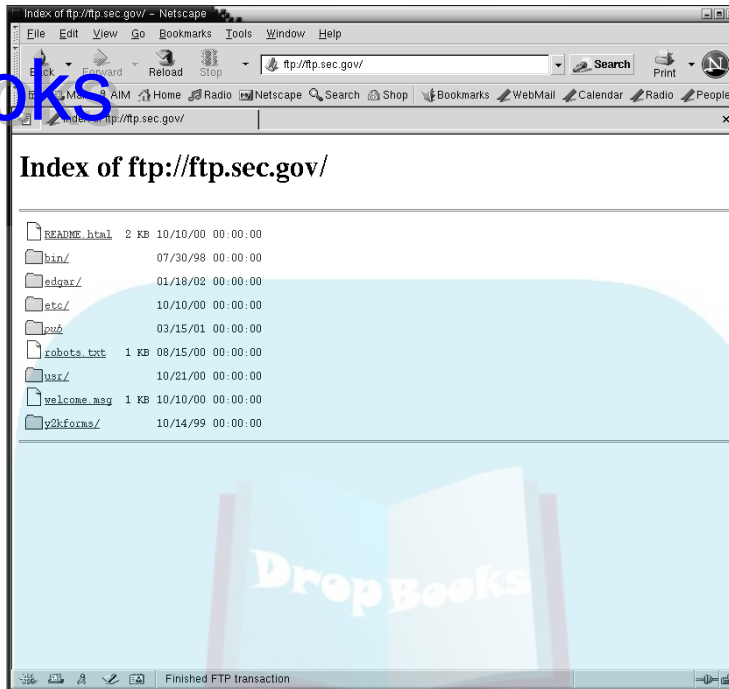 Index of ftp://ftp.sec.gov/ – Netscape
File Edit View Go Bookmarks Tools Window Help
Back Forward Reload Stop ftp://ftp.sec.gov/ Search Print N
AIM Home Radio Netscape Search Shop Bookmarks WebMail Calendar Radio People
oks
Index of ftp://ftp.sec.gov/
Index of ftp://ftp.sec.gov/
README.html 2 KB 10/10/00 00:00:00
bin/ 07/30/98 00:00:00
edgar/ 01/18/02 00:00:00
etc/ 10/10/00 00:00:00
pub 03/15/01 00:00:00
robots.txt 1 KB 08/15/00 00:00:00
usr/ 10/21/00 00:00:00
welcome.msg 1 KB 10/10/00 00:00:00
y2kforms/ 10/14/99 00:00:00
DropBooks
Finished FTP transaction